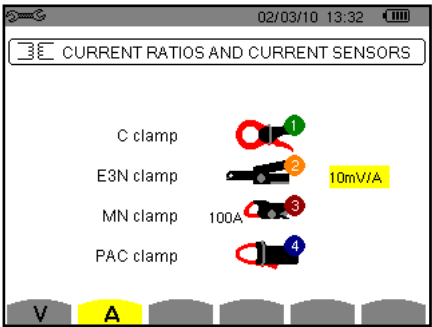 02/03/10 13:32
CURRENT RATIOS AND CURRENT SENSORS
C clamp 1
E3N clamp 2 10mV/A
MN clamp 100A 3
PAC clamp 4
V A